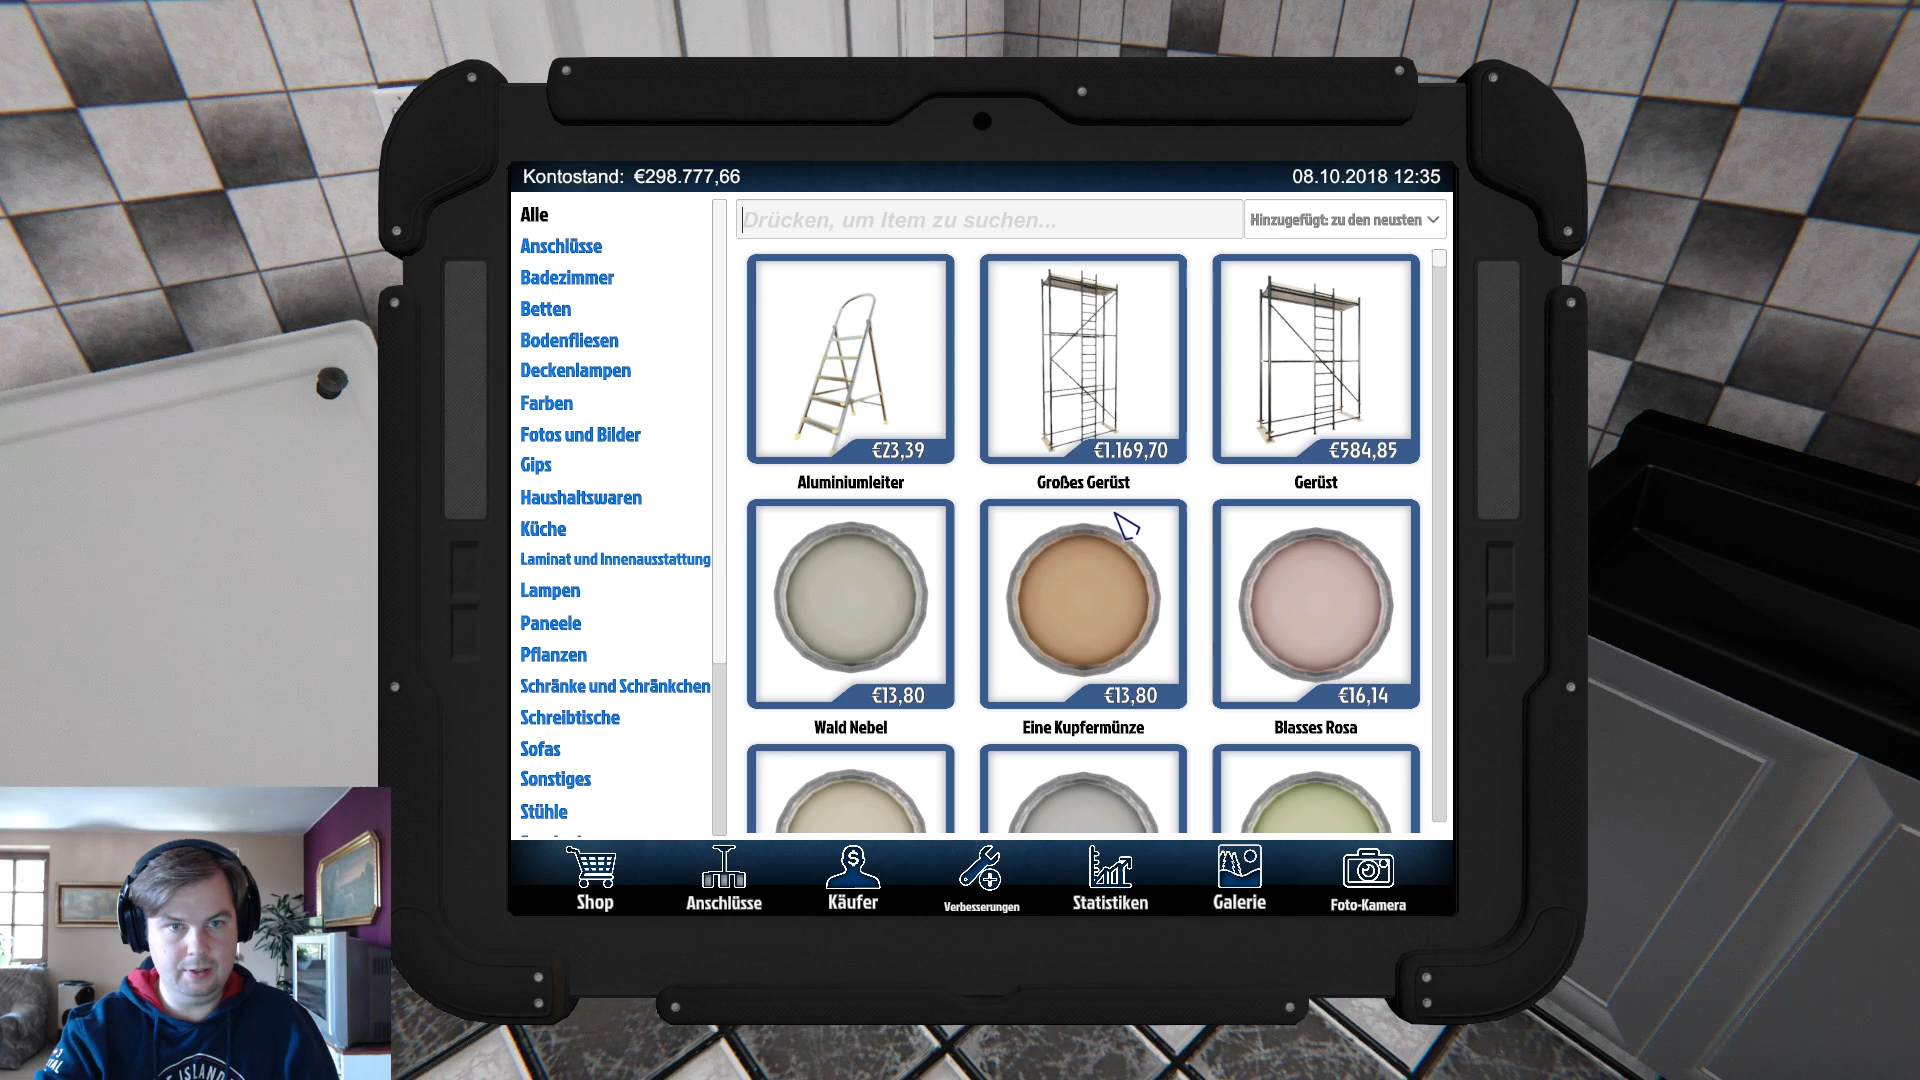 Kontostand: €298.777,66
08.10.2018 12:35
Alle
Anschlüsse
Badezimmer
Betten
Bodenfliesen
Deckenlampen
Farben
Fotos und Bilder
Gips
Haushaltswaren
Küche
Laminat und Innenausstattung
Lampen
Paneele
Pflanzen
Schränke und Schränkchen
Schreibtische
Sofas
Sonstiges
Stühle
Drücken, um Item zu suchen...
Hinzugefügt: zu den neusten
€23,39
€1.169,70
€584,85
Aluminiumleiter
Großes Gerüst
Gerüst
€13,80
€13,80
€16,14
Wald Nebel
Eine Kupfermünze
Blasses Rosa
Shop
Anschlüsse
Käufer
Verbesserungen
Statistiken
Galerie
Foto-Kamera
ISLAND